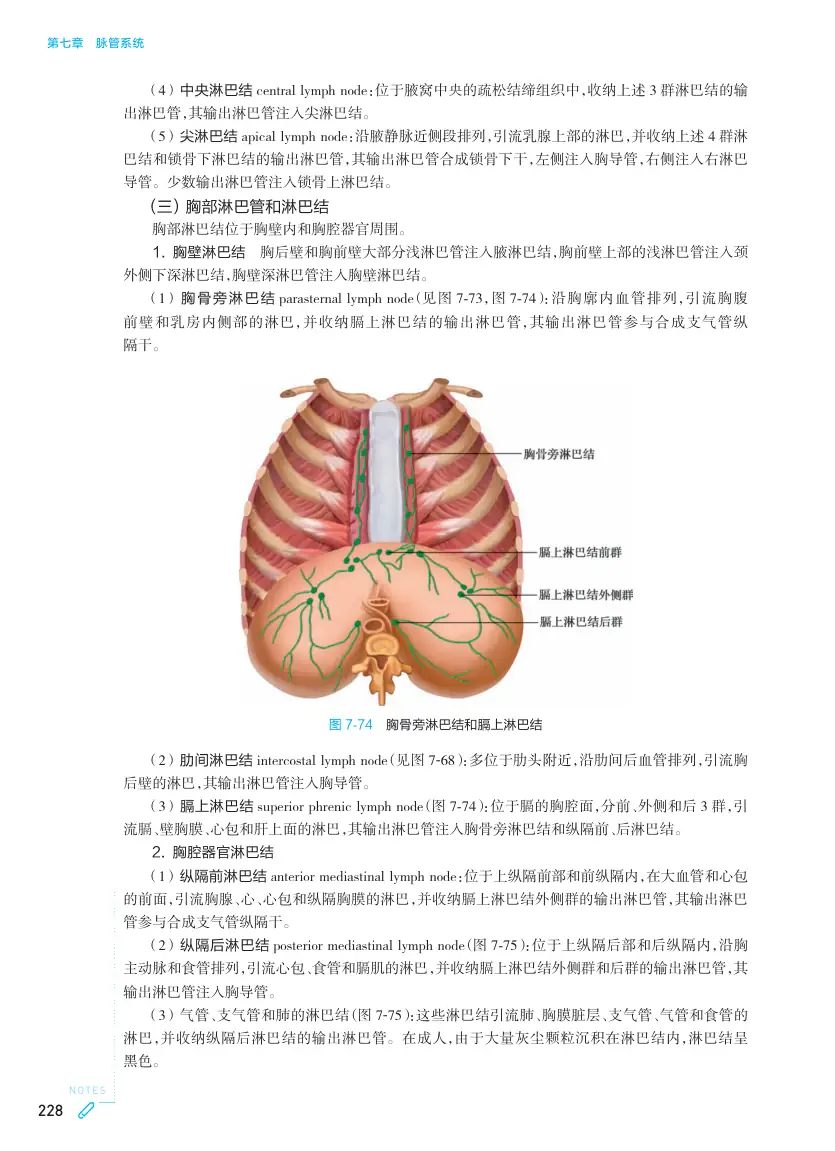 第七章 脉管系统
（4）中央淋巴结 central lymph node：位于腋窝中央的疏松结缔组织中，收纳上述 3 群淋巴结的输
出淋巴管，其输出淋巴管注入尖淋巴结。
（5）尖淋巴结 apical lymph node：沿腋静脉近侧段排列，引流乳腺上部的淋巴，并收纳上述 4 群淋
巴结和锁骨下淋巴结的输出淋巴管，其输出淋巴管合成锁骨下干，左侧注入胸导管，右侧注入右淋巴
导管。少数输出淋巴管注入锁骨上淋巴结。
（三）胸部淋巴管和淋巴结
胸部淋巴结位于胸壁内和胸腔器官周围。
1. 胸壁淋巴结 胸后壁和胸前壁大部分浅淋巴管注入腋淋巴结，胸前壁上部的浅淋巴管注入颈
外侧下深淋巴结，胸壁深淋巴管注入胸壁淋巴结。
（1）胸骨旁淋巴结 parasternal lymph node（见图 7-73，图 7-74）：沿胸廓内血管排列，引流胸腹
前壁和乳房内侧部的淋巴，并收纳膈上淋巴结的输出淋巴管，其输出淋巴管参与合成支气管纵
隔干。
胸骨旁淋巴结
膈上淋巴结前群
膈上淋巴结外侧群
膈上淋巴结后群
图 7-74 胸骨旁淋巴结和膈上淋巴结
（2）肋间淋巴结 intercostal lymph node（见图 7-68）：多位于肋头附近，沿肋间后血管排列，引流胸
后壁的淋巴，其输出淋巴管注入胸导管。
（3）膈上淋巴结 superior phrenic lymph node（图 7-74）：位于膈的胸腔面，分前、外侧和后 3 群，引
流膈、壁胸膜、心包和肝上面的淋巴，其输出淋巴管注入胸骨旁淋巴结和纵隔前、后淋巴结。
2. 胸腔器官淋巴结
（1）纵隔前淋巴结 anterior mediastinal lymph node：位于上纵隔前部和前纵隔内，在大血管和心包
的前面，引流胸腺、心、心包和纵隔胸膜的淋巴，并收纳膈上淋巴结外侧群的输出淋巴管，其输出淋巴
管参与合成支气管纵隔干。
（2）纵隔后淋巴结 posterior mediastinal lymph node（图 7-75）：位于上纵隔后部和后纵隔内，沿胸
主动脉和食管排列，引流心包、食管和膈肌的淋巴，并收纳膈上淋巴结外侧群和后群的输出淋巴管，其
输出淋巴管注入胸导管。
（3）气管、支气管和肺的淋巴结（图 7-75）：这些淋巴结引流肺、胸膜脏层、支气管、气管和食管的
淋巴，并收纳纵隔后淋巴结的输出淋巴管。在成人，由于大量灰尘颗粒沉积在淋巴结内，淋巴结呈
黑色。
NOTES
228